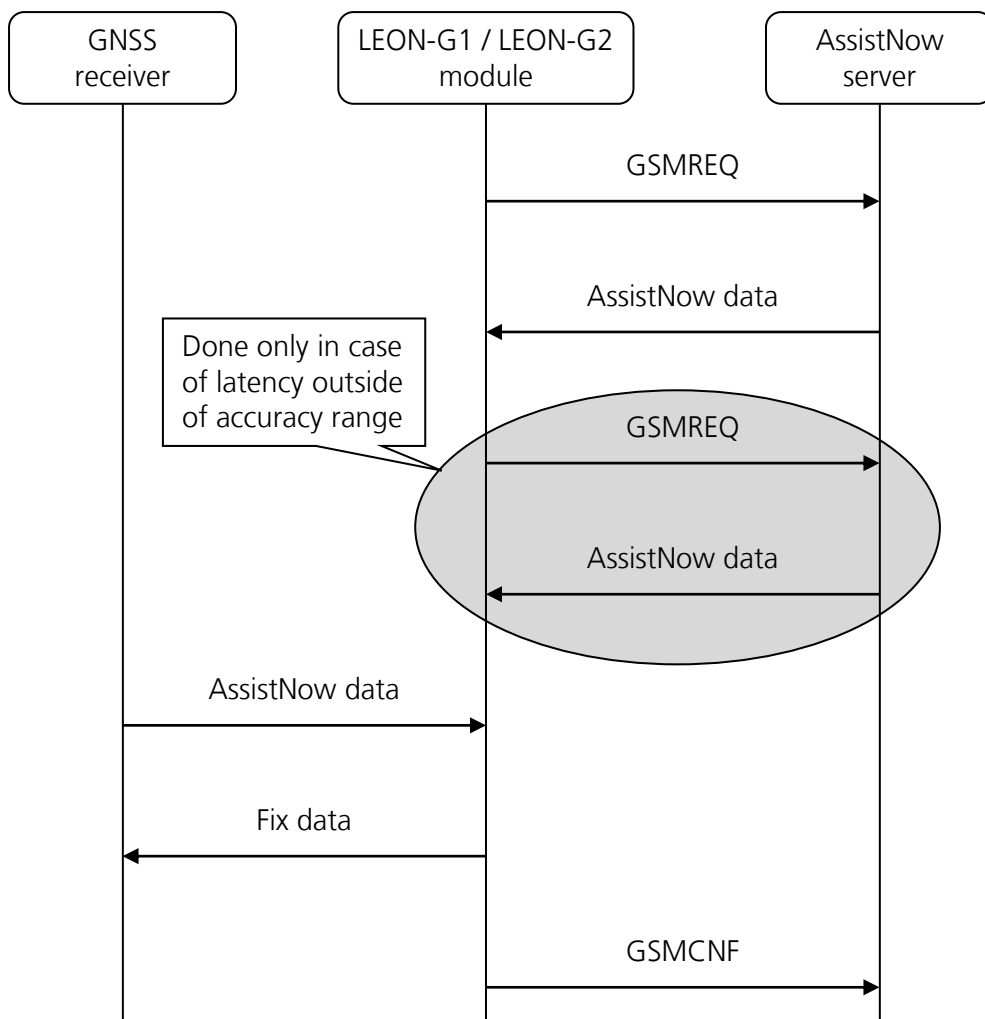 GNSS
receiver
LEON-G1 / LEON-G2
module
AssistNow
server
GSMREQ
AssistNow data
Done only in case
of latency outside
of accuracy range
GSMREQ
AssistNow data
AssistNow data
Fix data
GSMCNF